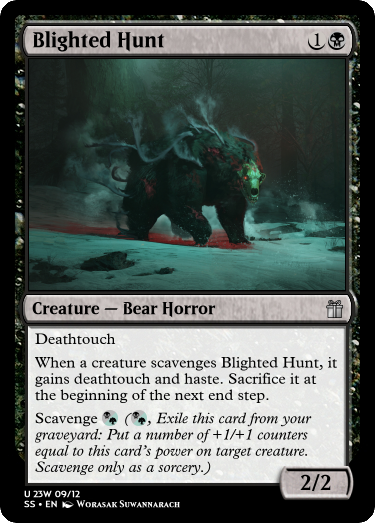 Blighted Hunt 1
Creature — Bear Horror
Deathtouch
When a creature scavenges Blighted Hunt, it
gains deathtouch and haste. Sacrifice it at
the beginning of the next end step.
Scavenge (, Exile this card from your
graveyard: Put a number of +1/+1 counters
equal to this card's power on target creature.
Scavenge only as a sorcery.)
2/2
U 23W 09/12
SS • EN Worasak Suwannarach